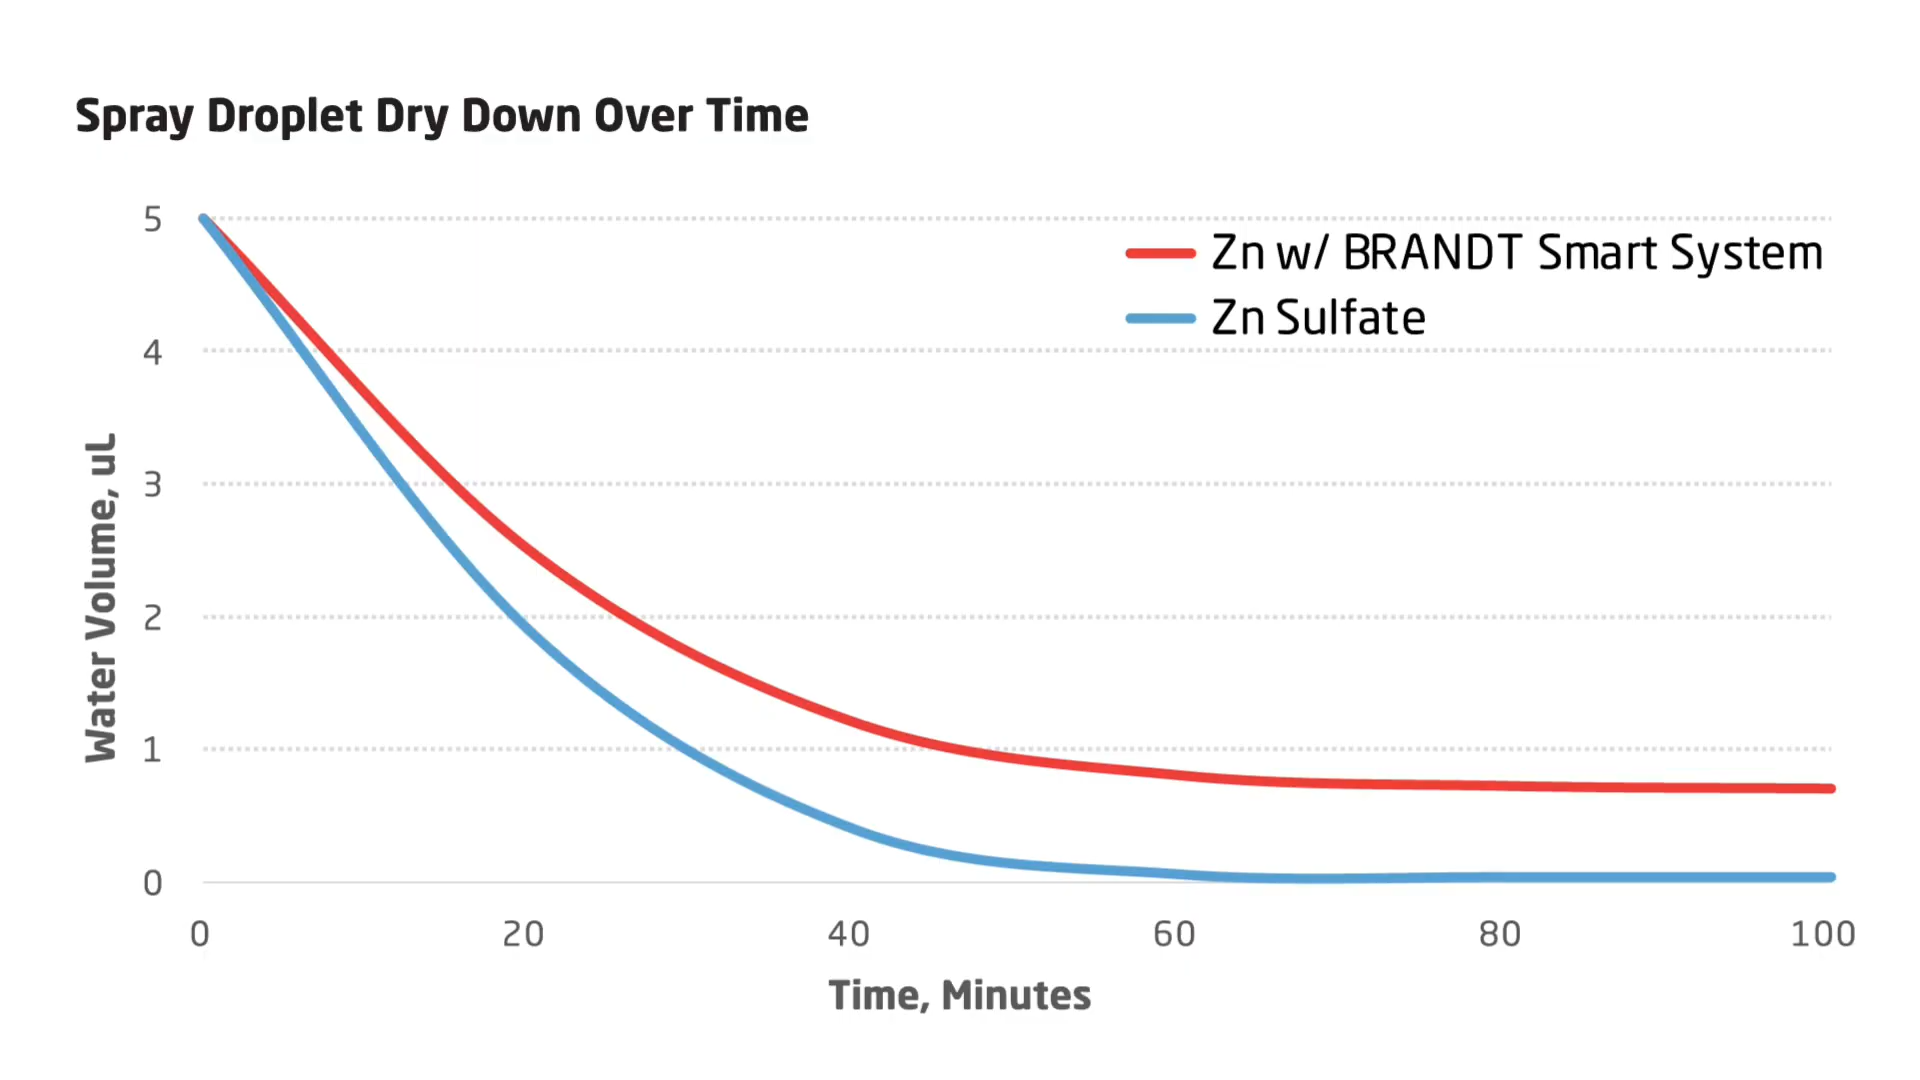 Spray Droplet Dry Down Over Time
Zn w/ BRANDT Smart System
Zn Sulfate
Water Volume, uL
5
4
3
2
1
0
0 20 40 60 80 100
Time, Minutes